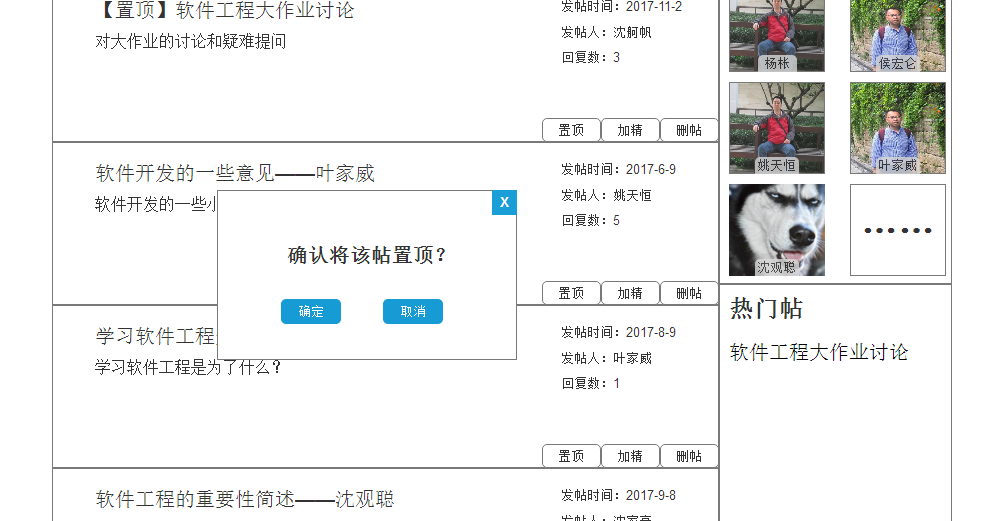 【置顶】软件工程大作业讨论
对大作业的讨论和疑难提问
发帖时间：2017-11-2
发帖人：沈舸帆
回复数：3
置顶 加精 删帖
软件开发的一些意见——叶家威
软件开发的一些小
发帖时间：2017-6-9
发帖人：姚天恒
回复数：5
置顶 加精 删帖
X
确认将该帖置顶？
确定 取消
学习软件工程
学习软件工程是为了什么？
发帖时间：2017-8-9
发帖人：叶家威
回复数：1
置顶 加精 删帖
软件工程的重要性简述——沈观聪
发帖时间：2017-9-8
发帖人：沈家豪
杨枨 侯宏仑
姚天恒 叶家威
沈观聪 ······
热门帖
软件工程大作业讨论